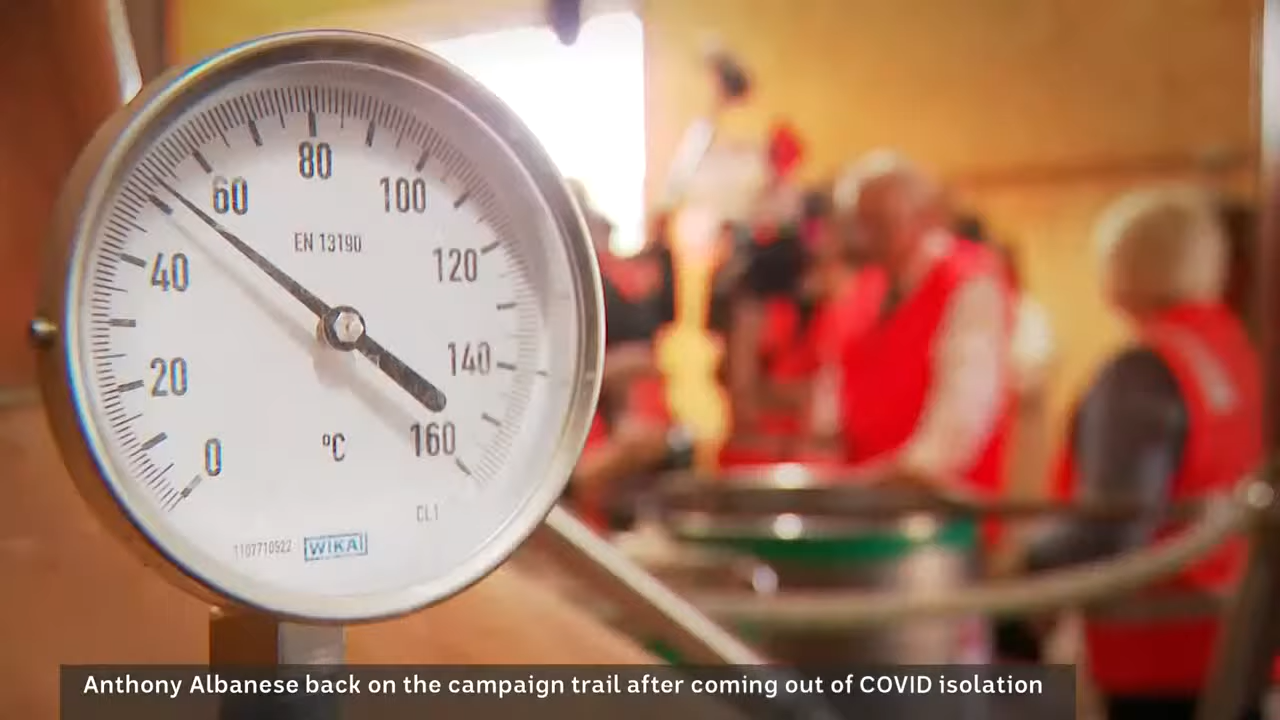 80
60
100
EN 13190
40
120
20
140
0
°C
160
CL1
1107710522 WIKA
Anthony Albanese back on the campaign trail after coming out of COVID isolation